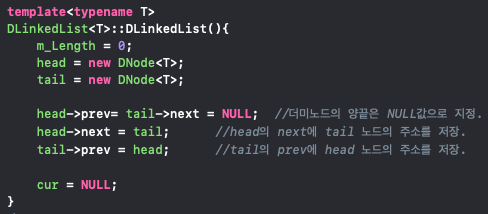 template<typename T>
DLinkedList<T>::DLinkedList(){
    m_Length = 0;
    head = new DNode<T>;
    tail = new DNode<T>;

    head->prev= tail->next = NULL;  //더미노드의 양끝은 NULL값으로 지정.
    head->next = tail;      //head의 next에 tail 노드의 주소를 저장.
    tail->prev = head;      //tail의 prev에 head 노드의 주소를 저장.

    cur = NULL;
}